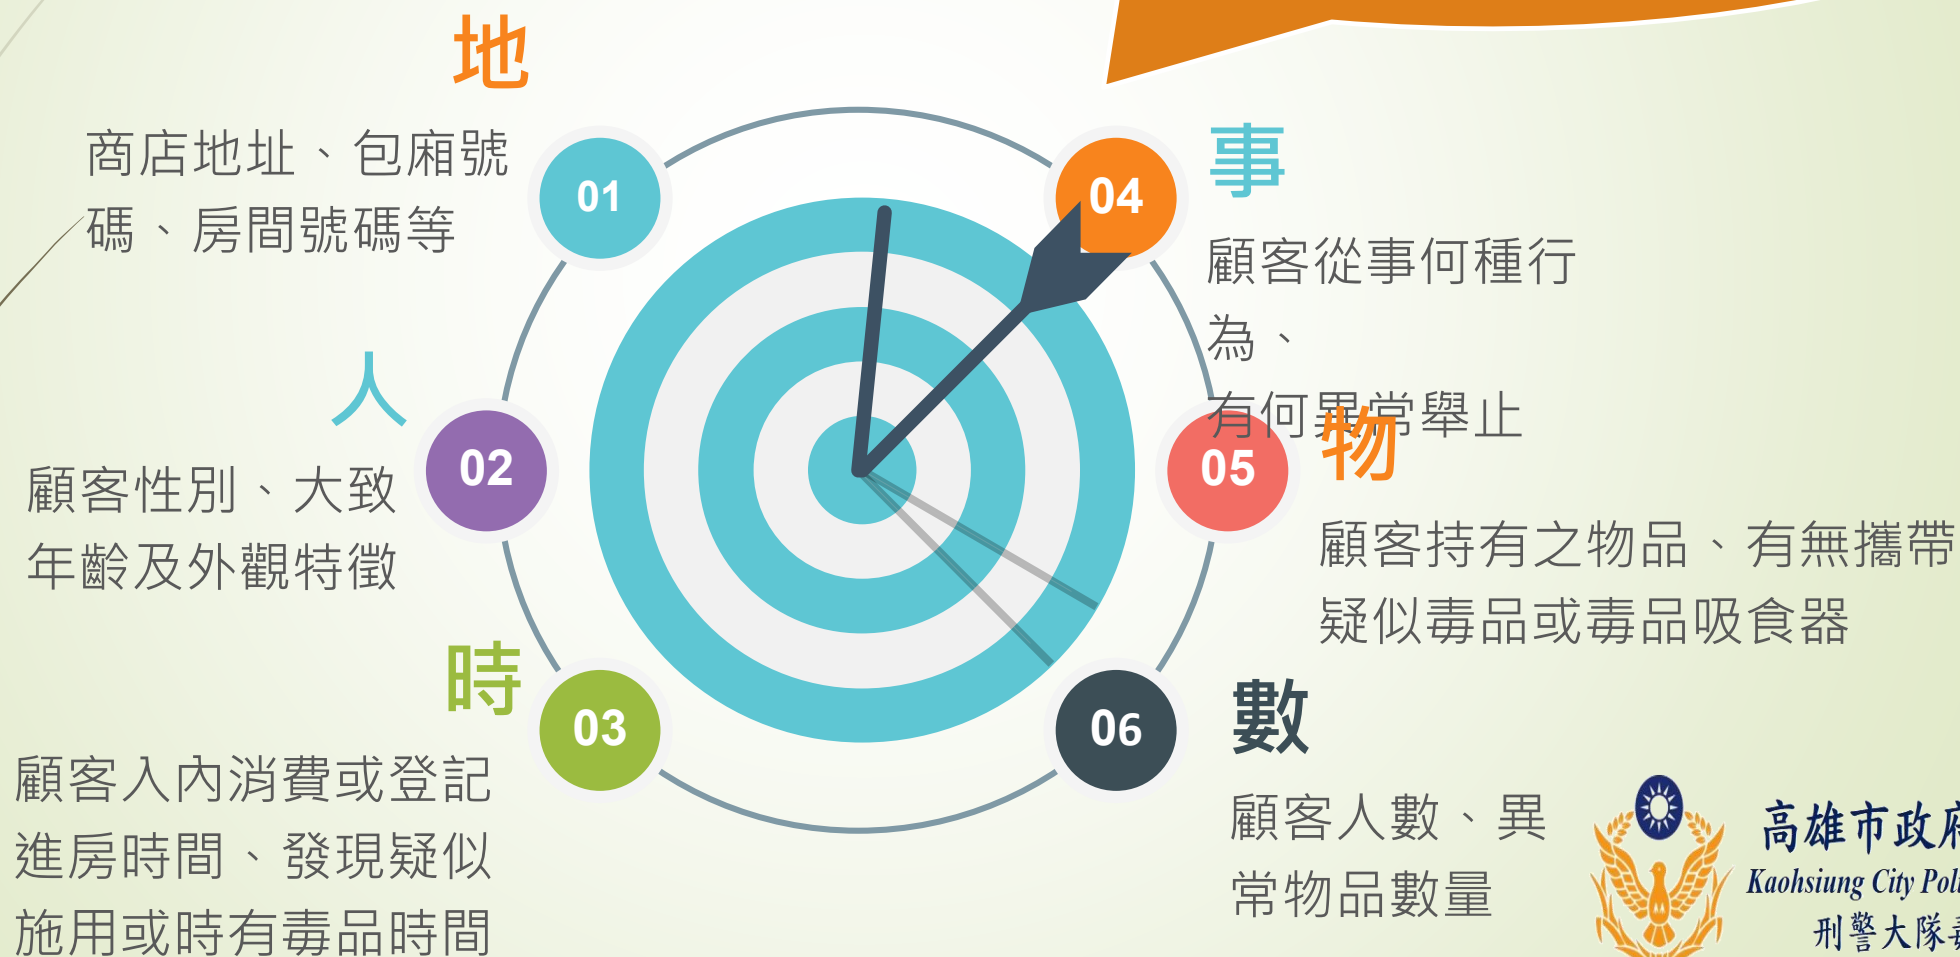 地
商店地址、包廂號
碼、房間號碼等
01
人
顧客性別、大致
年齡及外觀特徵
02
時
顧客入內消費或登記
進房時間、發現疑似
施用或時有毒品時間
03
04
事
顧客從事何種行
為、
有何異常舉止
05
物
顧客持有之物品、有無攜帶
疑似毒品或毒品吸食器
06
數
顧客人數、異
常物品數量
高雄市政府
Kaohsiung City Poli
刑警大隊毒